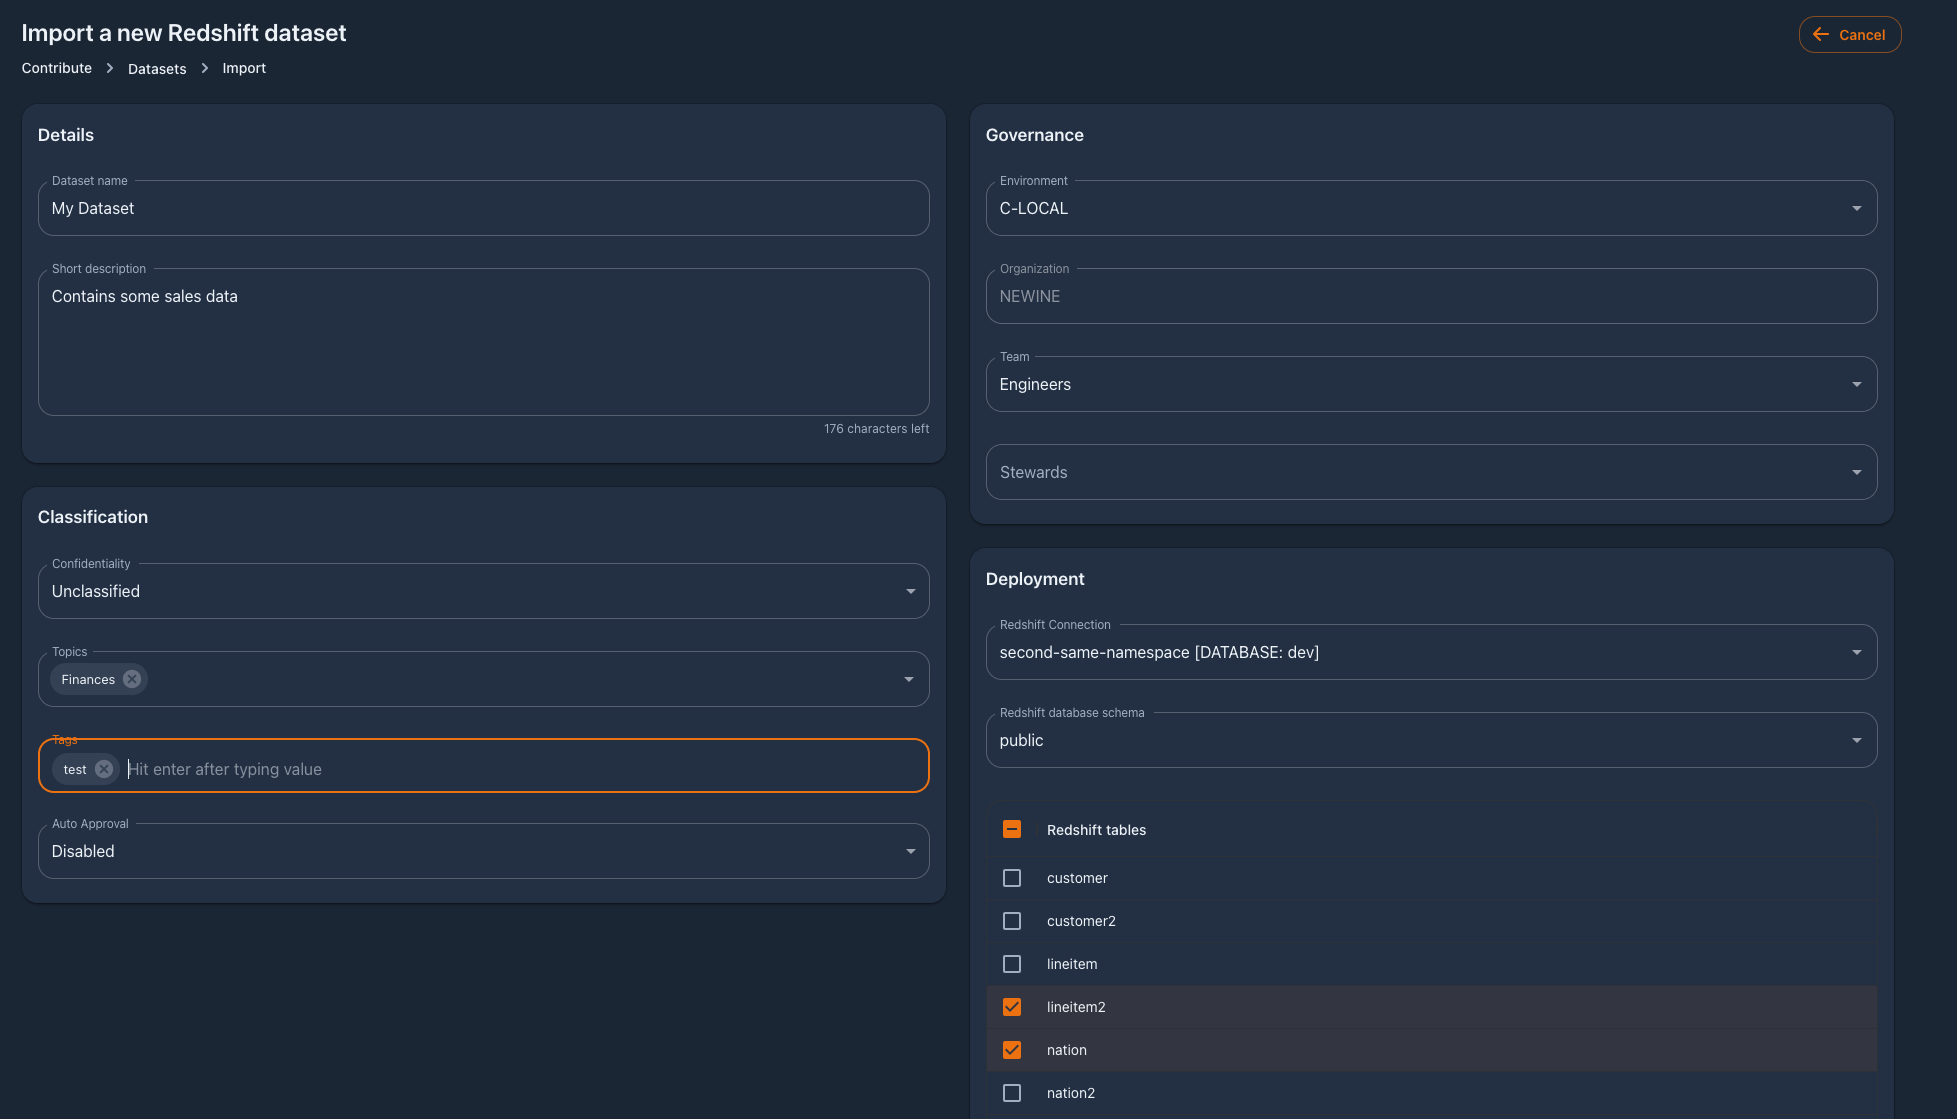 Import a new Redshift dataset
Cancel
Contribute > Datasets > Import
Details
Dataset name
My Dataset
Short description
Contains some sales data
176 characters left
Classification
Confidentiality
Unclassified
Topics
Finances
Tags
test Hit enter after typing value
Auto Approval
Disabled
Governance
Environment
C-LOCAL
Organization
NEWINE
Team
Engineers
Stewards
Deployment
Redshift Connection
second-same-namespace [DATABASE: dev]
Redshift database schema
public
Redshift tables
customer
customer2
lineitem
lineitem2
nation
nation2